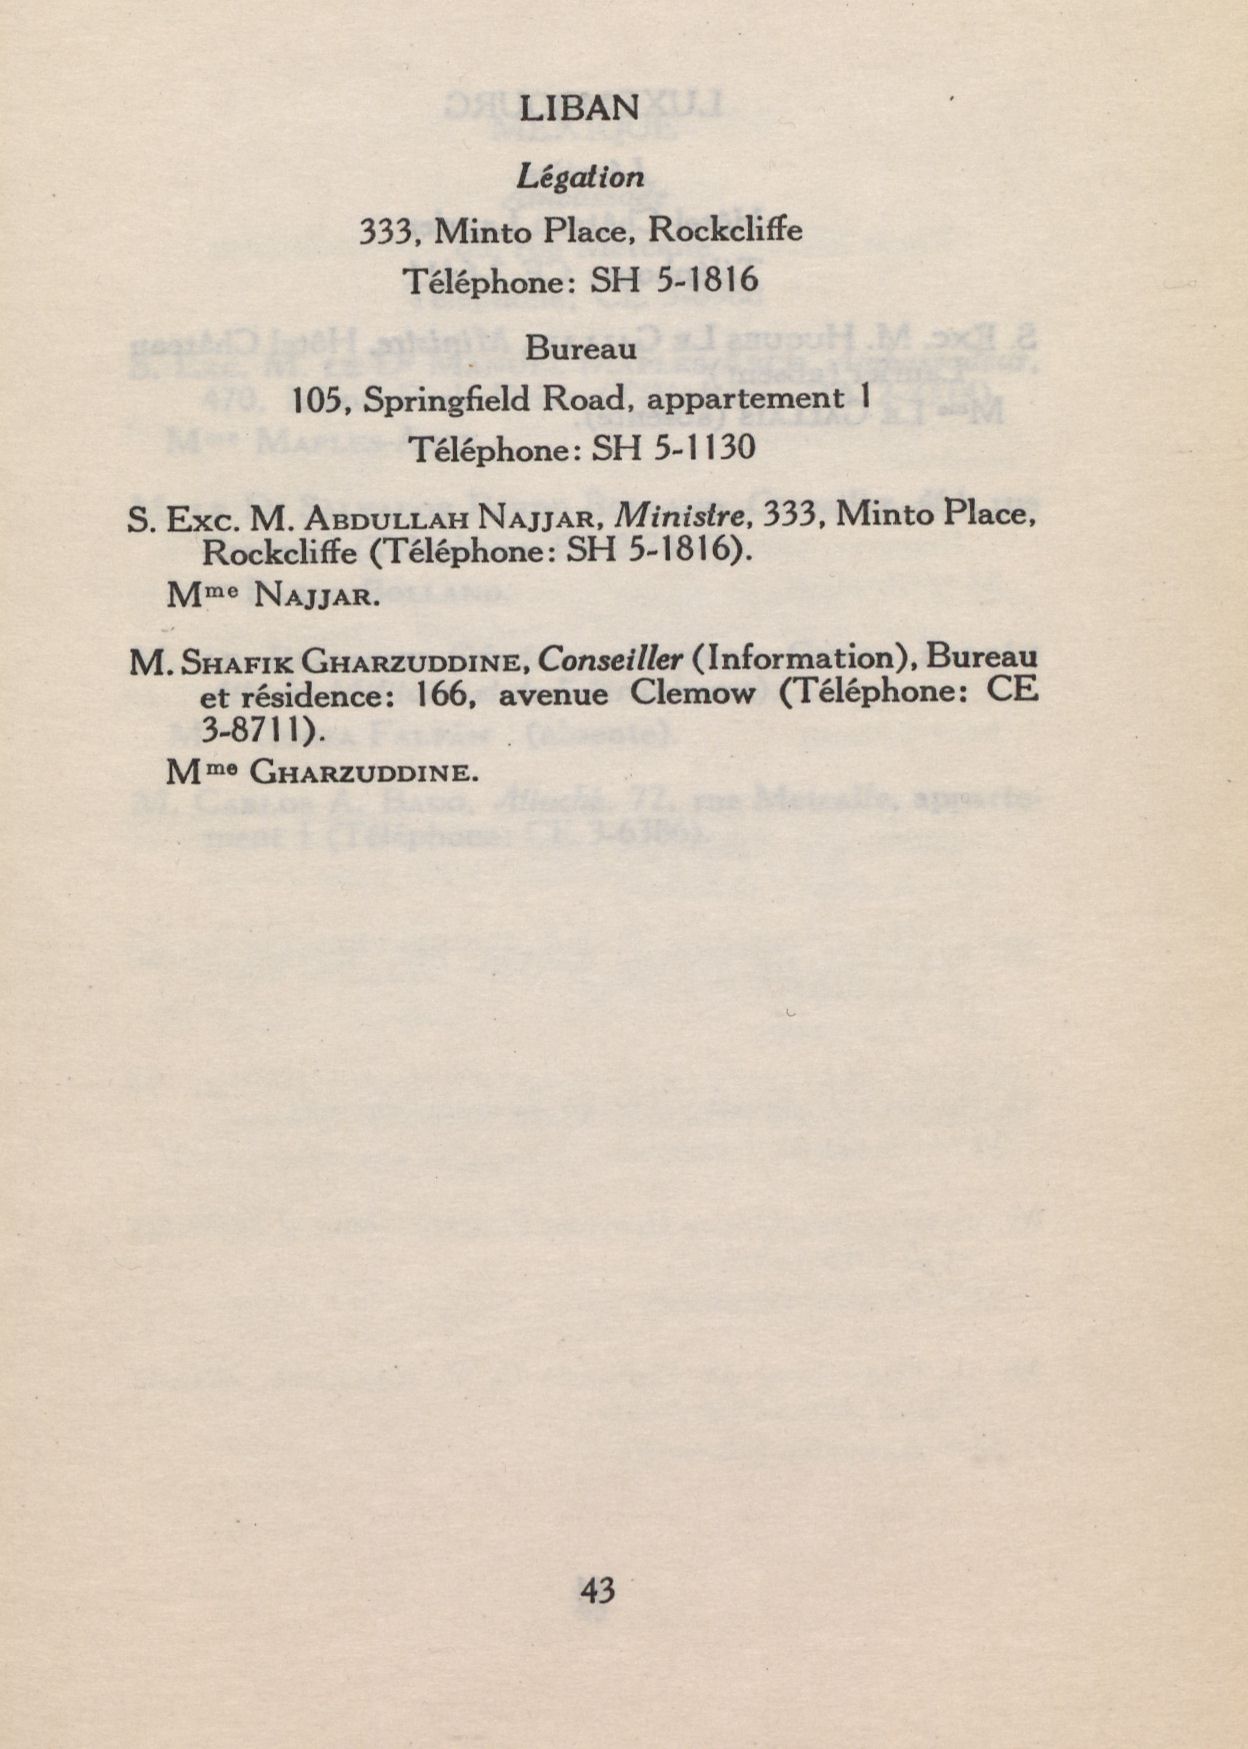 LIBAN
Légation
333, Minto Place, Rockcliffe
Téléphone: SH 5-1816
Bureau
105, Springfield Road, appartement 1
Téléphone: SH 5-1130
S. Exc. M. Abdullah Najjar, Ministre, 333, Minto Place,
Rockcliffe (Téléphone: SH 5-1816).
Mme Najjar.
M. Shafik Gharzuddine, Conseiller (Information), Bureau
et résidence: 166, avenue Clemow (Téléphone: CE
3-8711).
Mme Gharzuddine.
43